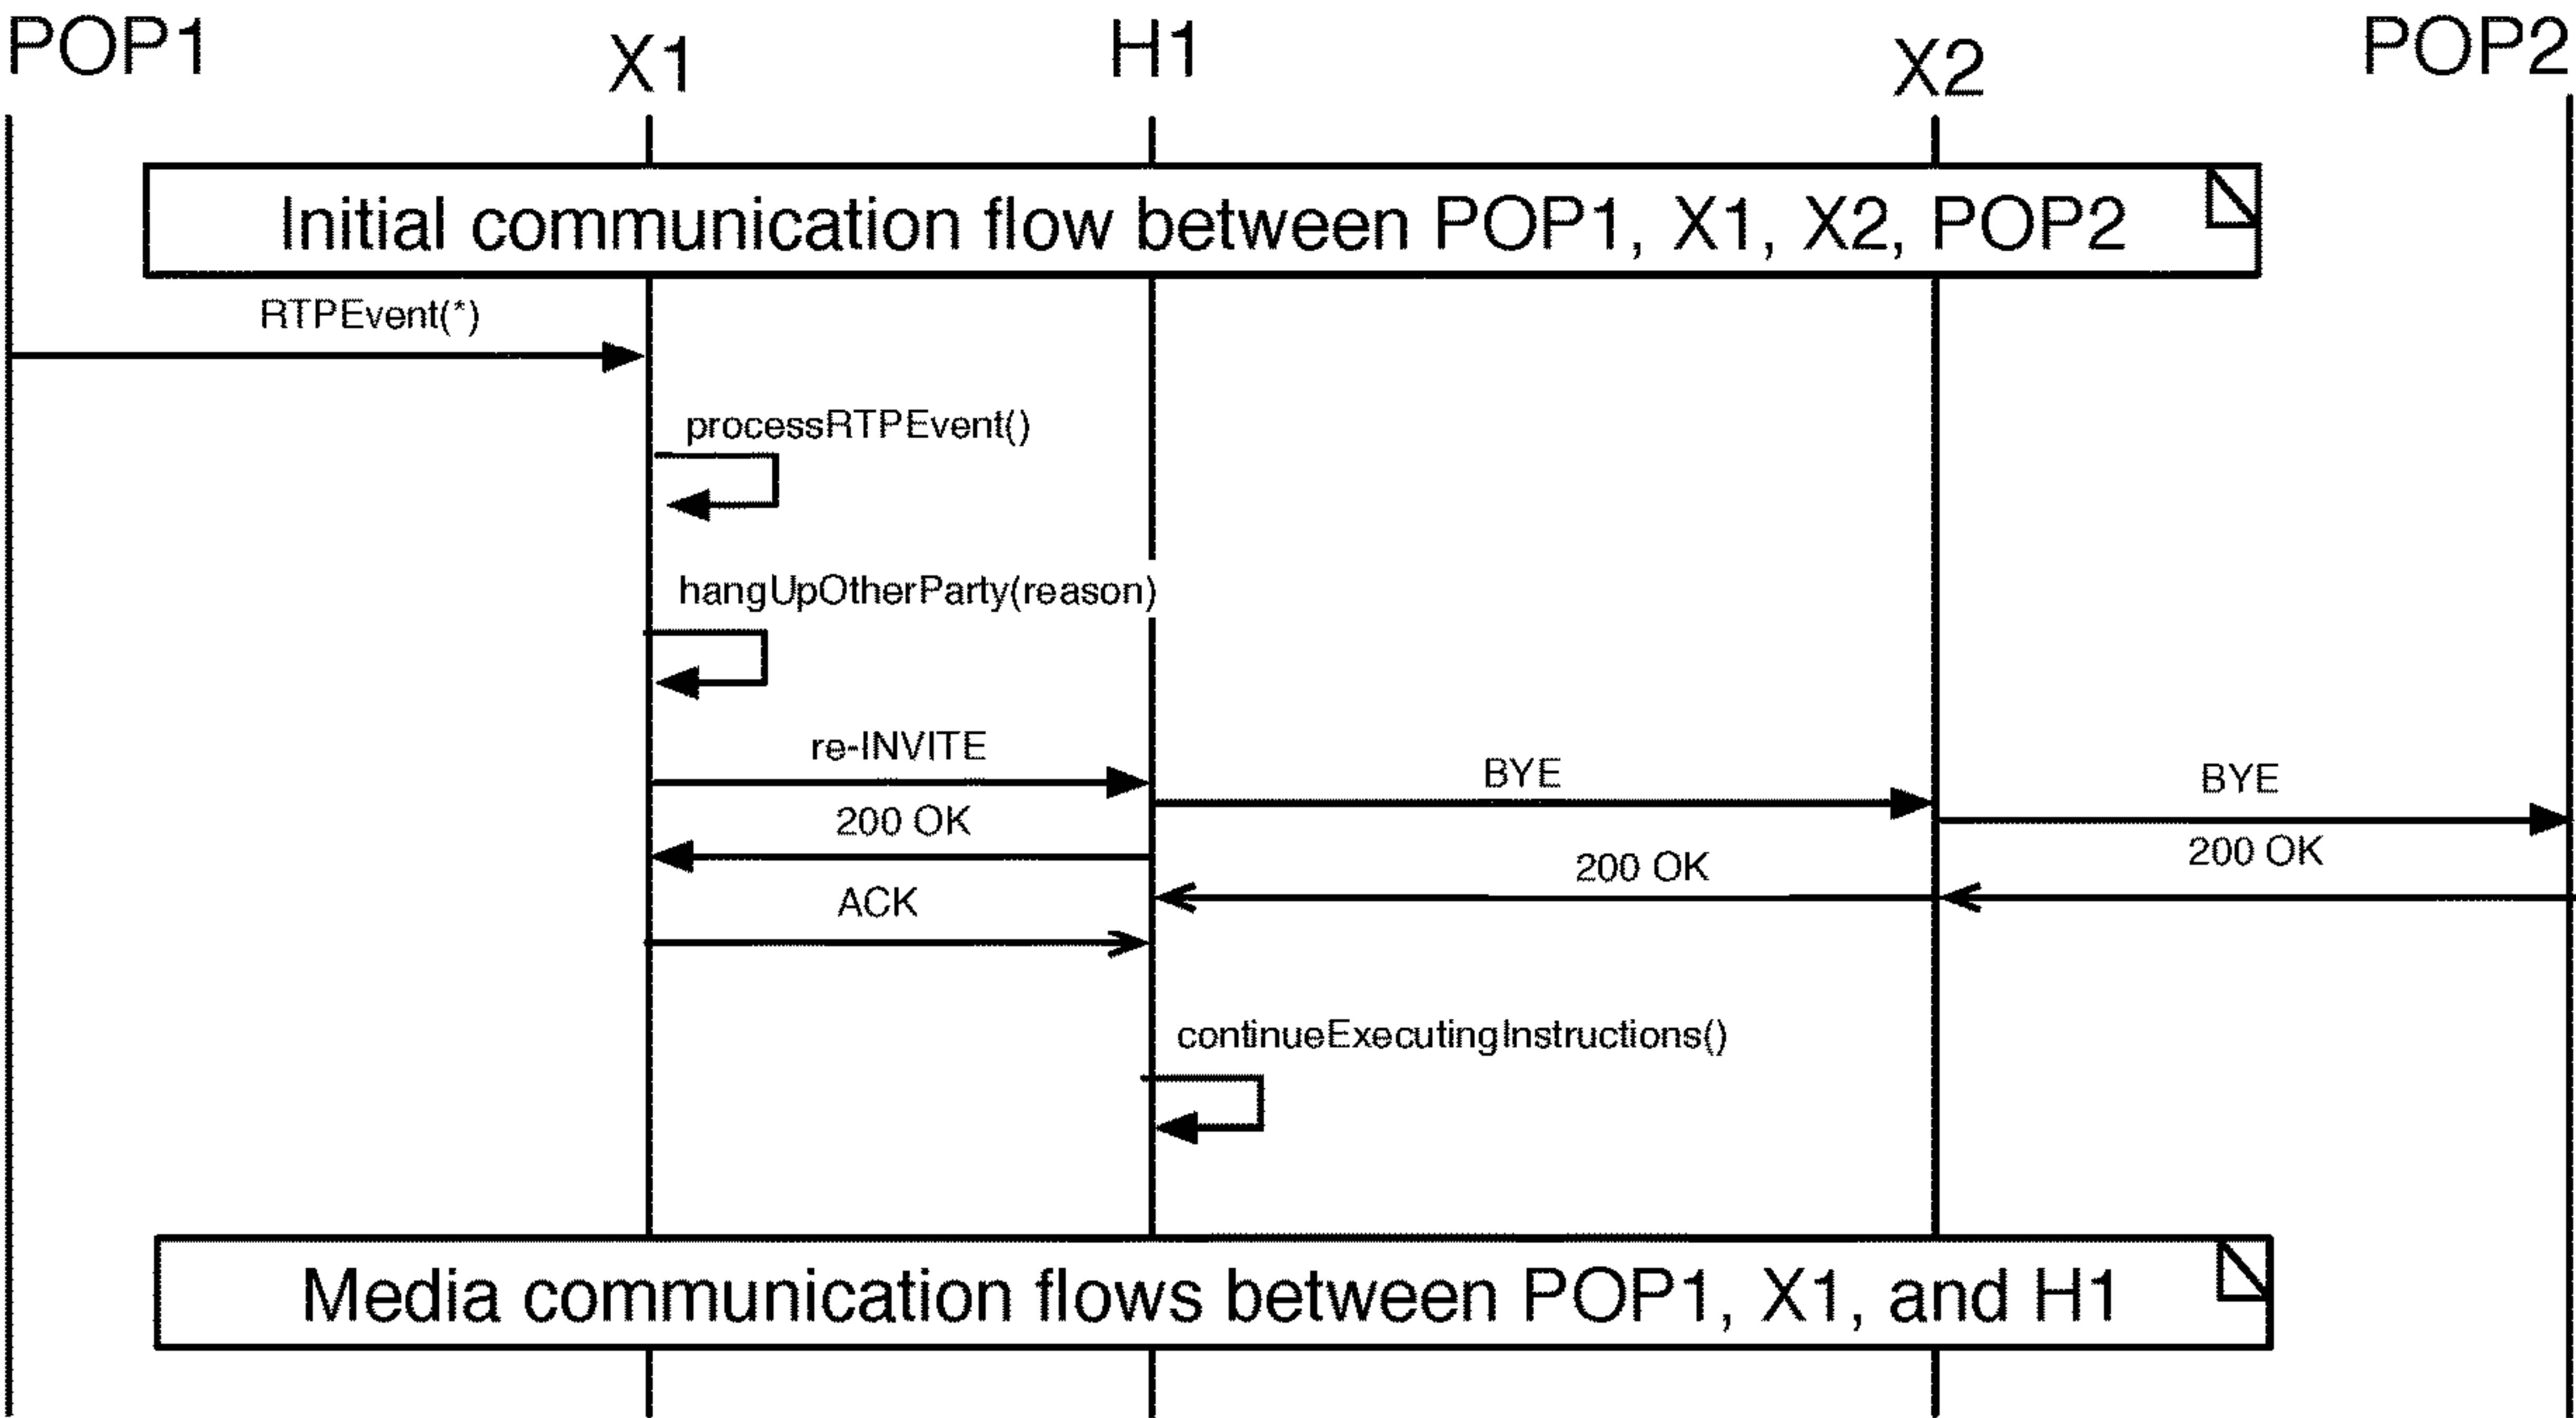 POP1
X1
H1
X2
POP2
Initial communication flow between POP1, X1, X2, POP2
RTPEvent(*)
processRTPEvent()
hangUpOtherParty(reason)
re-INVITE
BYE
BYE
200 OK
200 OK
200 OK
ACK
continueExecutingInstructions()
Media communication flows between POP1, X1, and H1